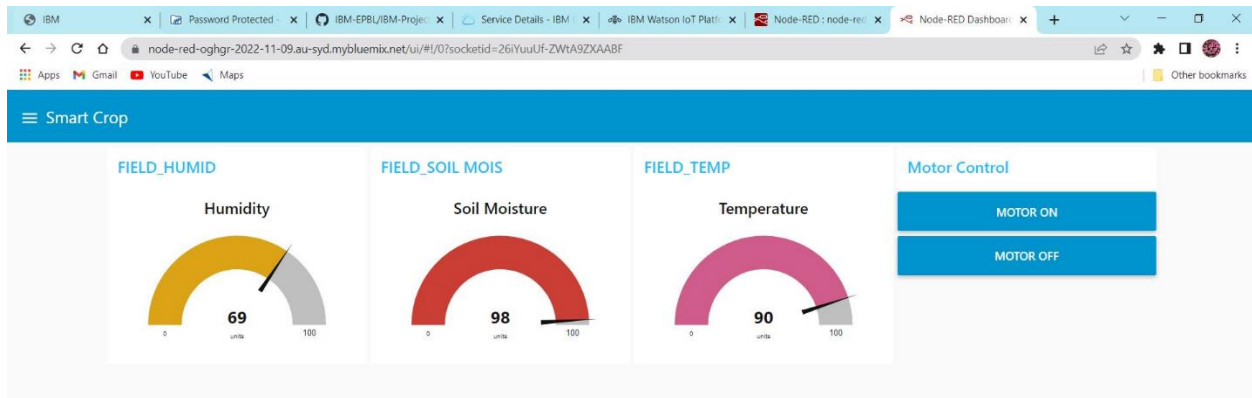 IBM
Password Protected -
IBM-EPBL/IBM-Projec
Service Details - IBM
IBM Watson IoT Platfo
Node-RED : node-red
Node-RED Dashboard
node-red-oghgr-2022-11-09.au-syd.mybluemix.net/ui/#!/0?socketid=26iYuuUf-ZWtA9ZXAABF
Apps Gmail YouTube Maps Other bookmarks
Smart Crop
FIELD_HUMID
Humidity
69
units
0 100
FIELD_SOIL MOIS
Soil Moisture
98
units
0 100
FIELD_TEMP
Temperature
90
units
0 100
Motor Control
MOTOR ON
MOTOR OFF